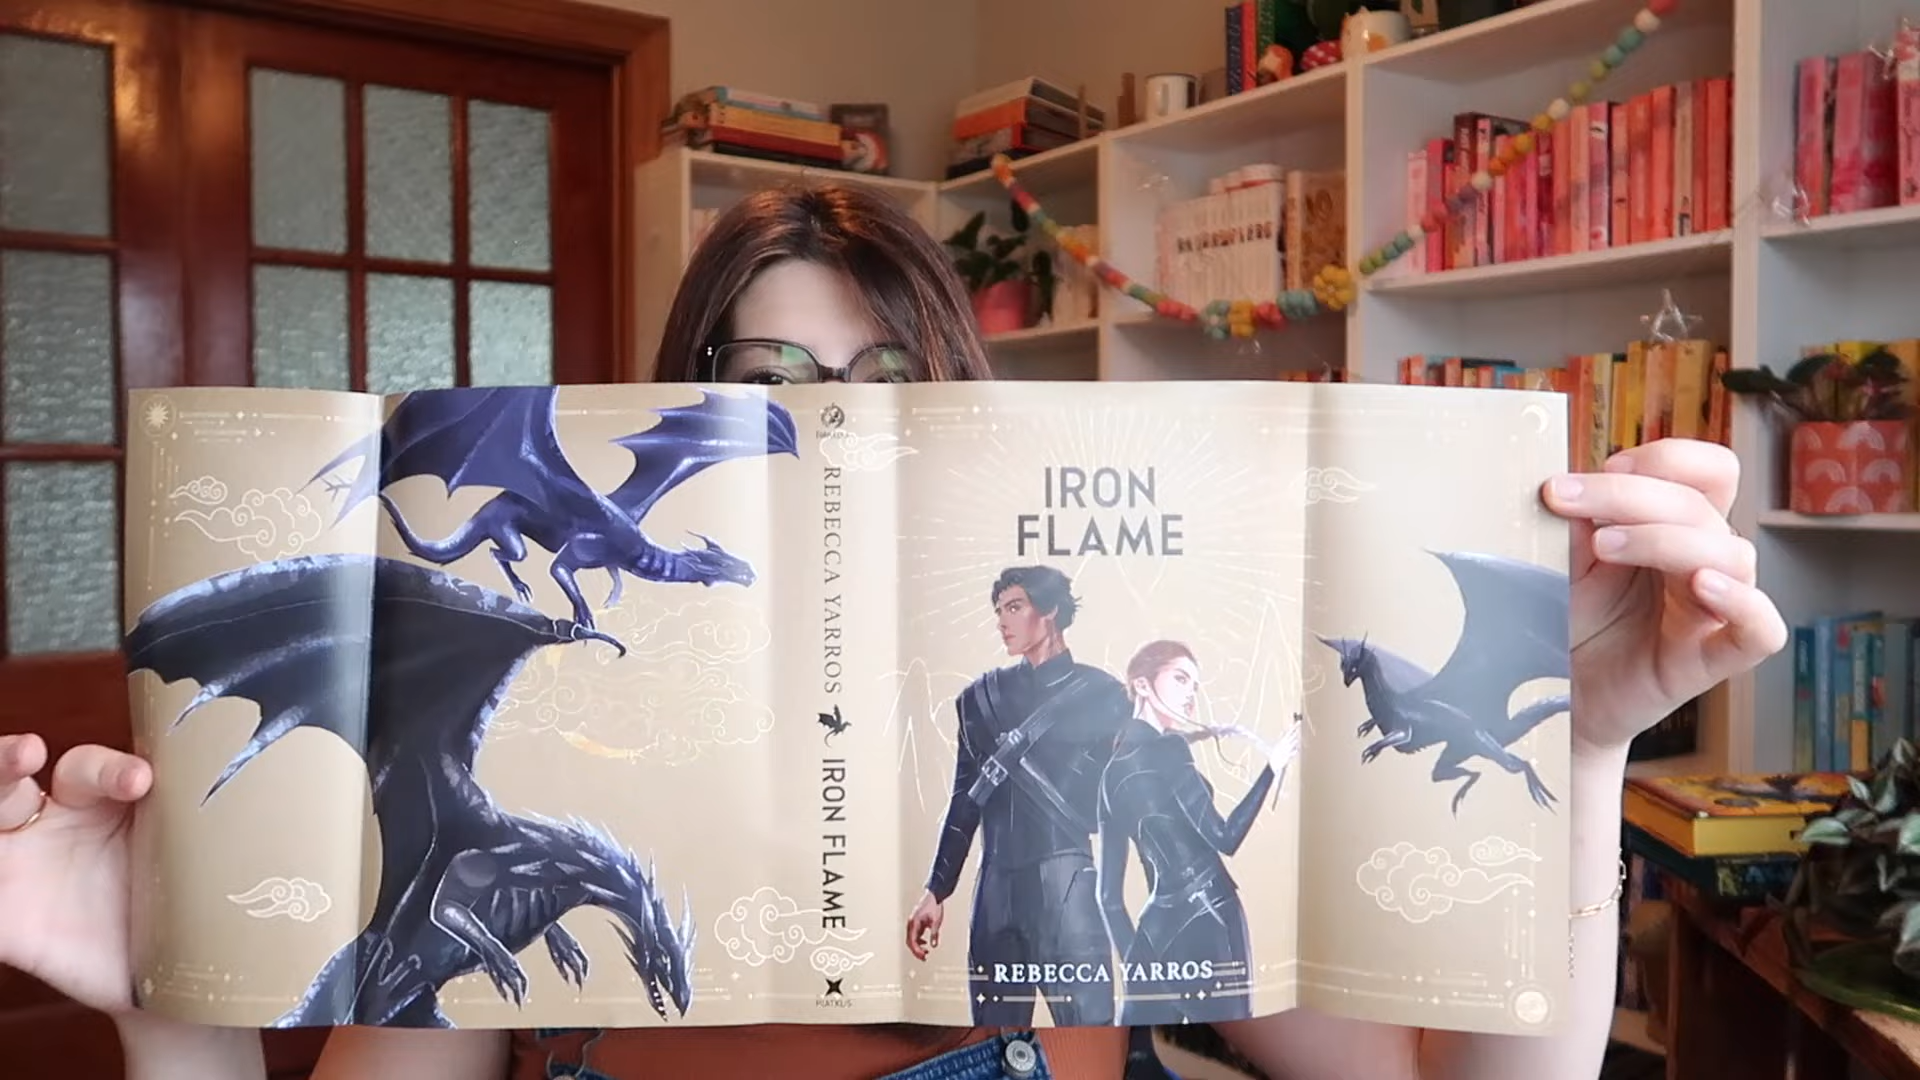 REBECCA YARROS
IRON FLAME
PIATKUS
IRON
FLAME
REBECCA YARROS